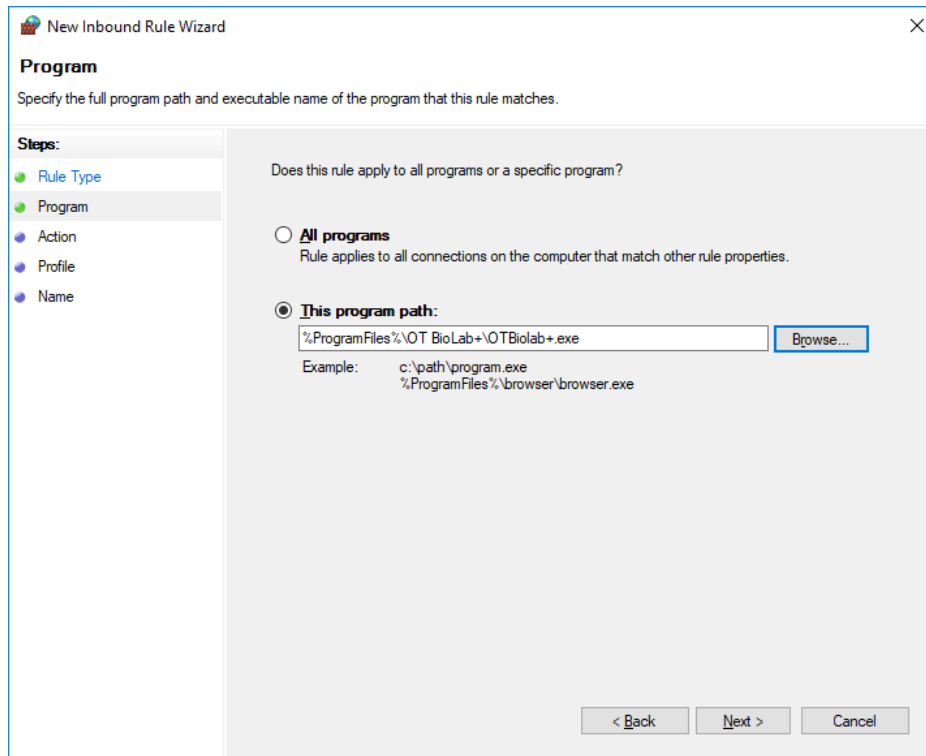 New Inbound Rule Wizard
Program
Specify the full program path and executable name of the program that this rule matches.
Steps:
Rule Type
Program
Action
Profile
Name
Does this rule apply to all programs or a specific program?
All programs
Rule applies to all connections on the computer that match other rule properties.
This program path:
%ProgramFiles%\OT BioLab+\OTBiolab+.exe
Browse...
Example: c:\path\program.exe
%ProgramFiles%\browser\browser.exe
< Back Next > Cancel